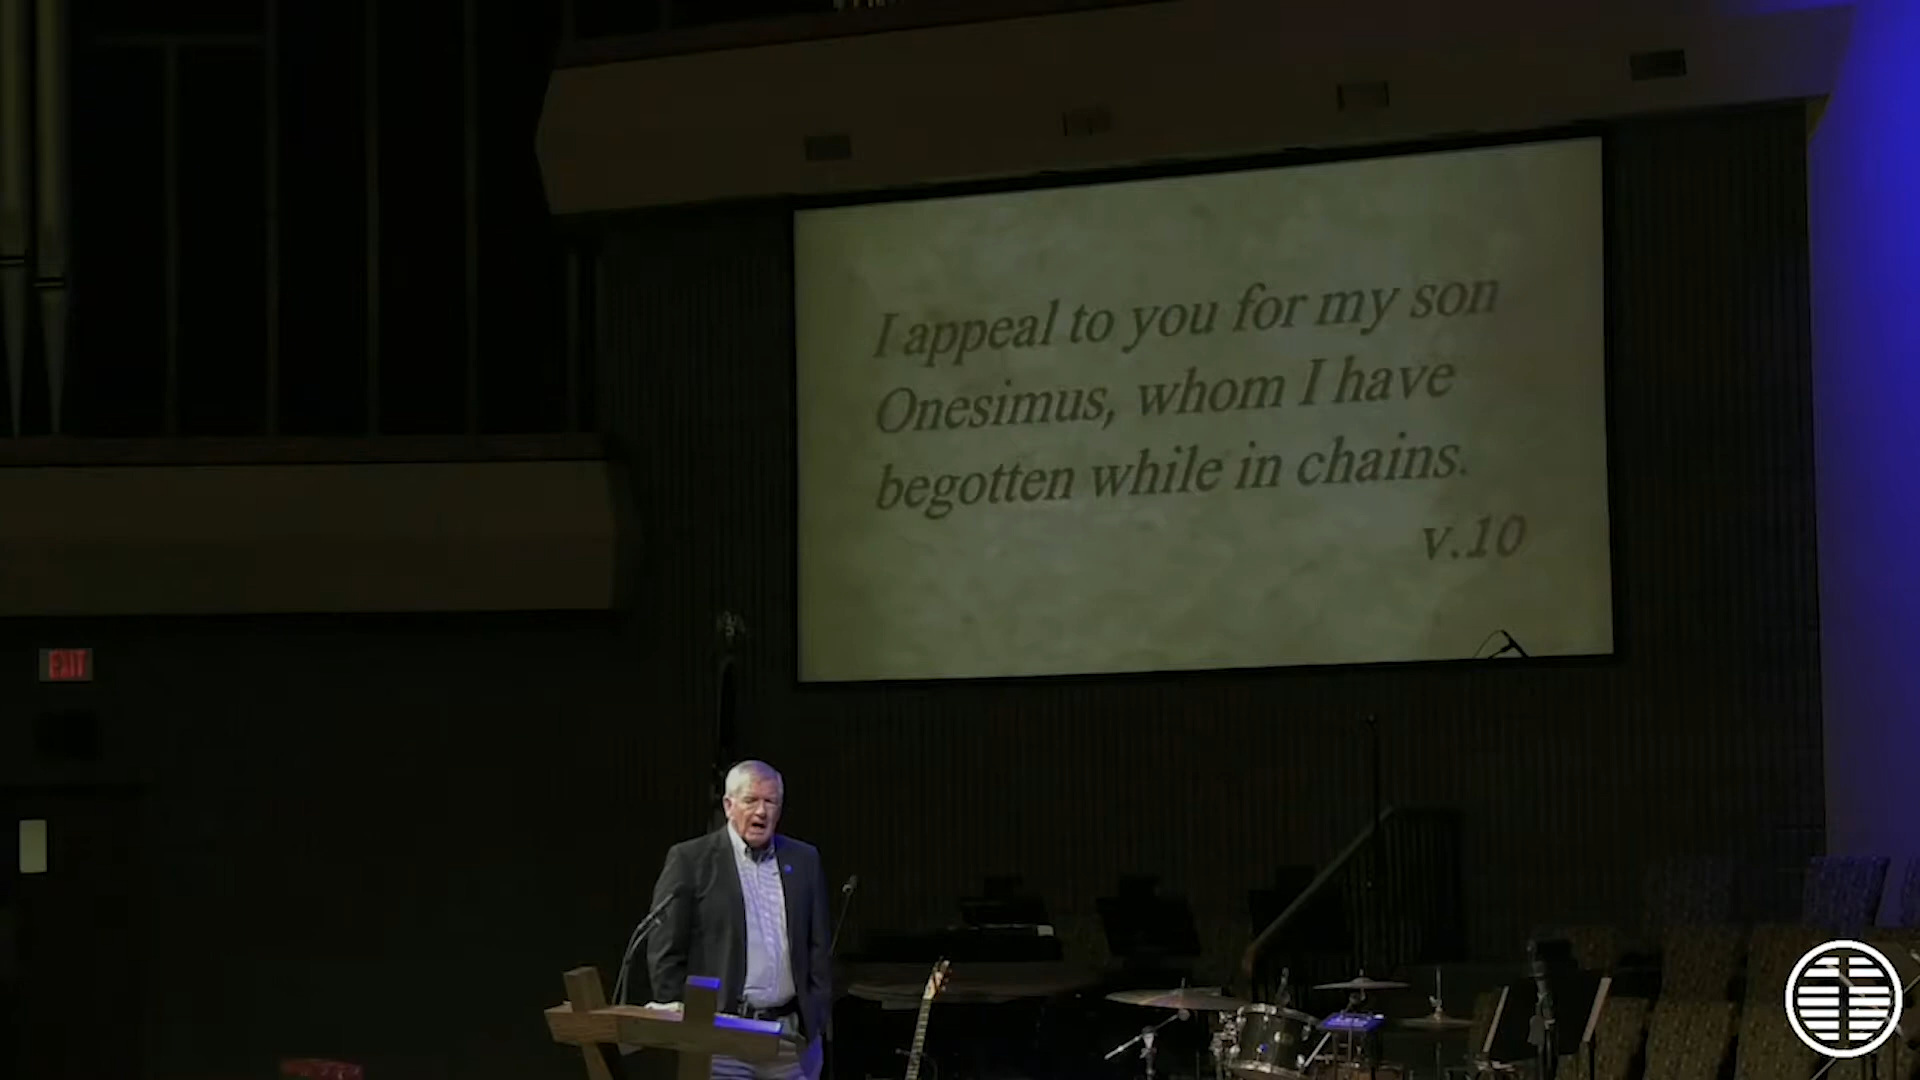 I appeal to you for my son
Onesimus, whom I have
begotten while in chains.
v.10
EXIT